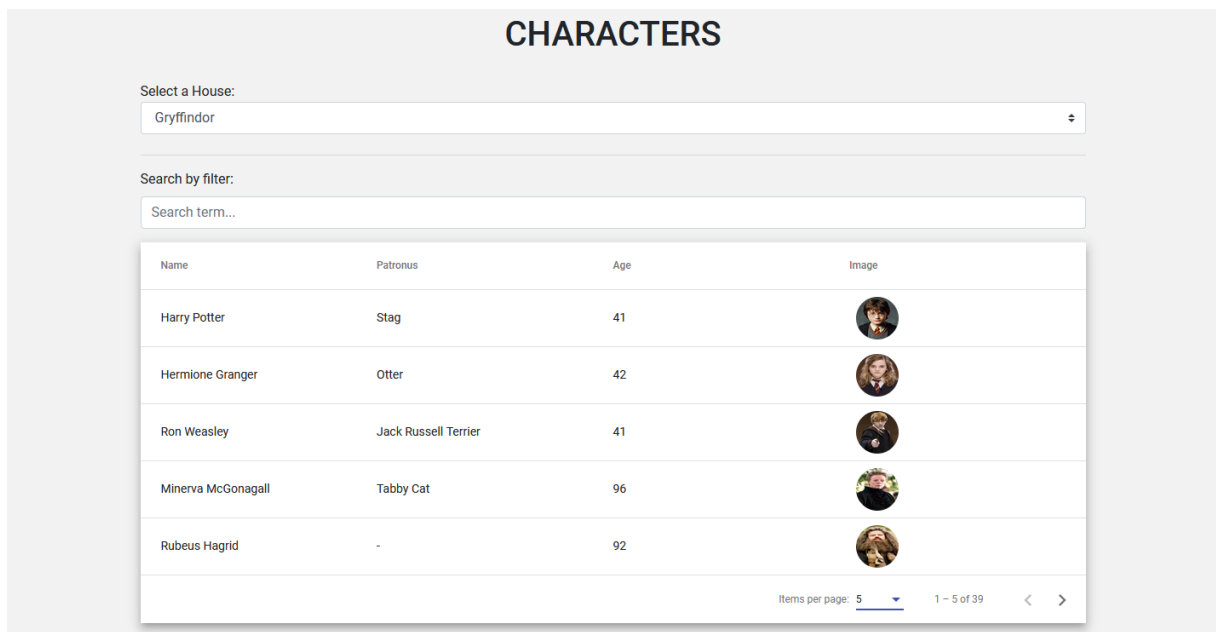 CHARACTERS
Select a House:
Gryffindor
Search by filter:
Search term...
Name Patronus Age Image
Harry Potter Stag 41
Hermione Granger Otter 42
Ron Weasley Jack Russell Terrier 41
Minerva McGonagall Tabby Cat 96
Rubeus Hagrid - 92
Items per page: 5 1 – 5 of 39